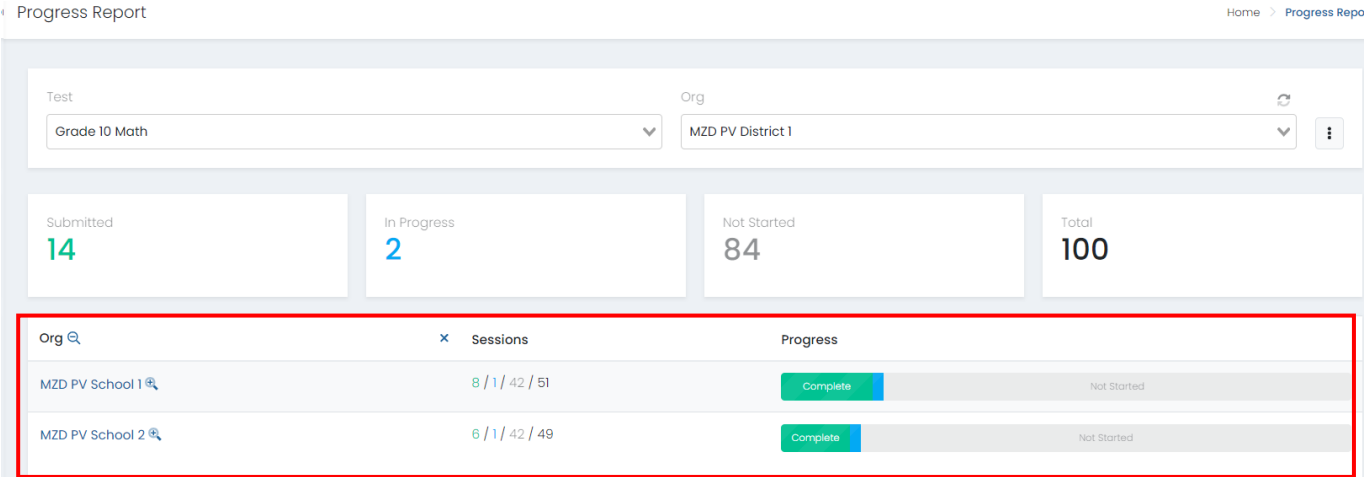 Progress Report
Home > Progress Repo
Test
Org
Grade 10 Math
MZD PV District 1
Submitted
14
In Progress
2
Not Started
84
Total
100
Org
× Sessions
Progress
MZD PV School 1
8 / 1 / 42 / 51
Complete
Not Started
MZD PV School 2
6 / 1 / 42 / 49
Complete
Not Started